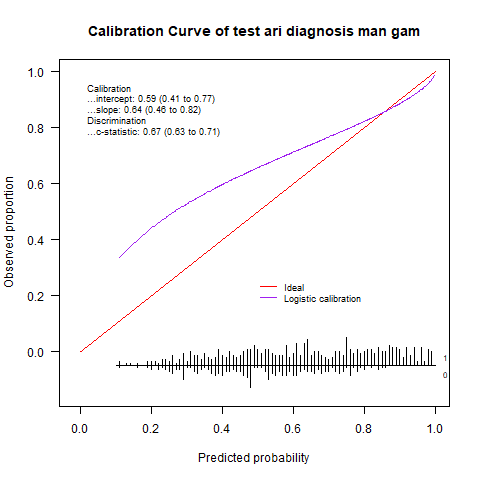 Calibration Curve of test ari diagnosis man gam
Calibration
...intercept: 0.59 (0.41 to 0.77)
...slope: 0.64 (0.46 to 0.82)
Discrimination
...c-statistic: 0.67 (0.63 to 0.71)
1.0
0.8
0.6
0.4
0.2
0.0
Observed proportion
Ideal
Logistic calibration
1
0
0.0 0.2 0.4 0.6 0.8 1.0
Predicted probability